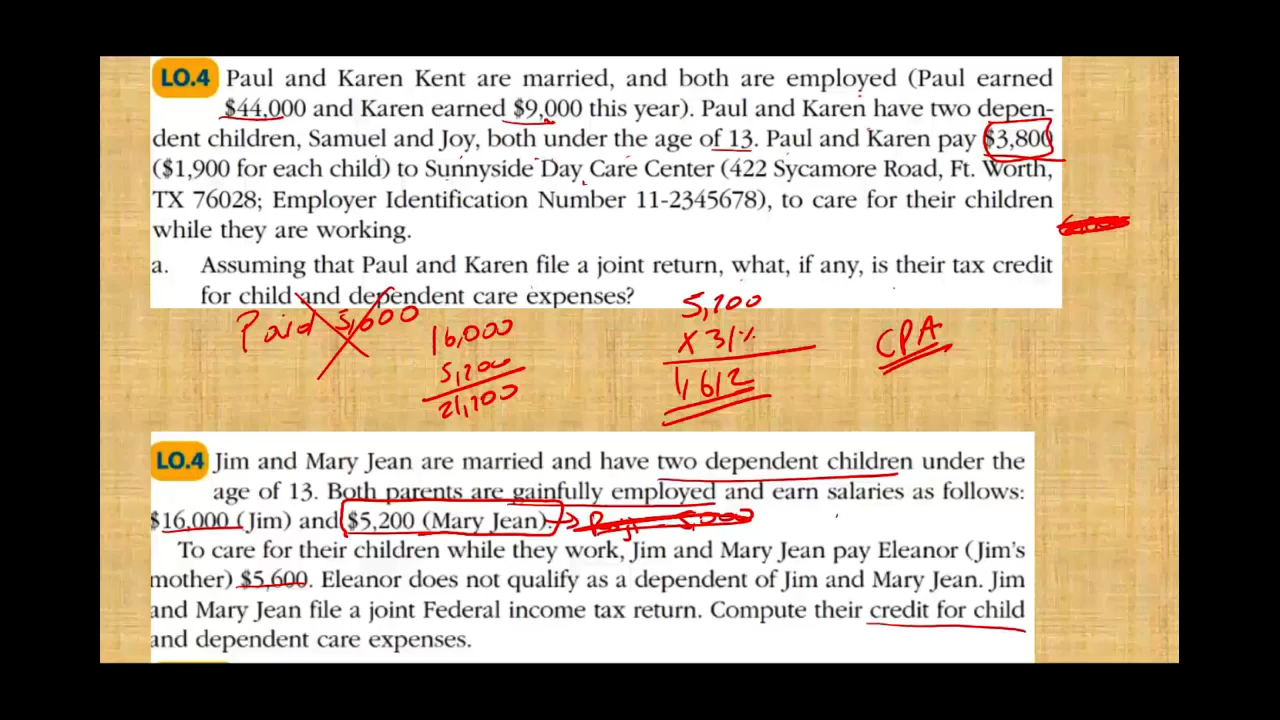 LO.4 Paul and Karen Kent are married, and both are employed (Paul earned
$44,000 and Karen earned $9,000 this year). Paul and Karen have two depen-
dent children, Samuel and Joy, both under the age of 13. Paul and Karen pay $3,800
($1,900 for each child) to Sunnyside Day Care Center (422 Sycamore Road, Ft. Worth,
TX 76028; Employer Identification Number 11-2345678), to care for their children
while they are working.
a. Assuming that Paul and Karen file a joint return, what, if any, is their tax credit
for child and dependent care expenses?
Paid 5,600
16,000
5,200
21,200
5,200
x 31%
1,612
CPA
LO.4 Jim and Mary Jean are married and have two dependent children under the
age of 13. Both parents are gainfully employed and earn salaries as follows:
$16,000 (Jim) and $5,200 (Mary Jean).
To care for their children while they work, Jim and Mary Jean pay Eleanor (Jim's
mother) $5,600. Eleanor does not qualify as a dependent of Jim and Mary Jean. Jim
and Mary Jean file a joint Federal income tax return. Compute their credit for child
and dependent care expenses.